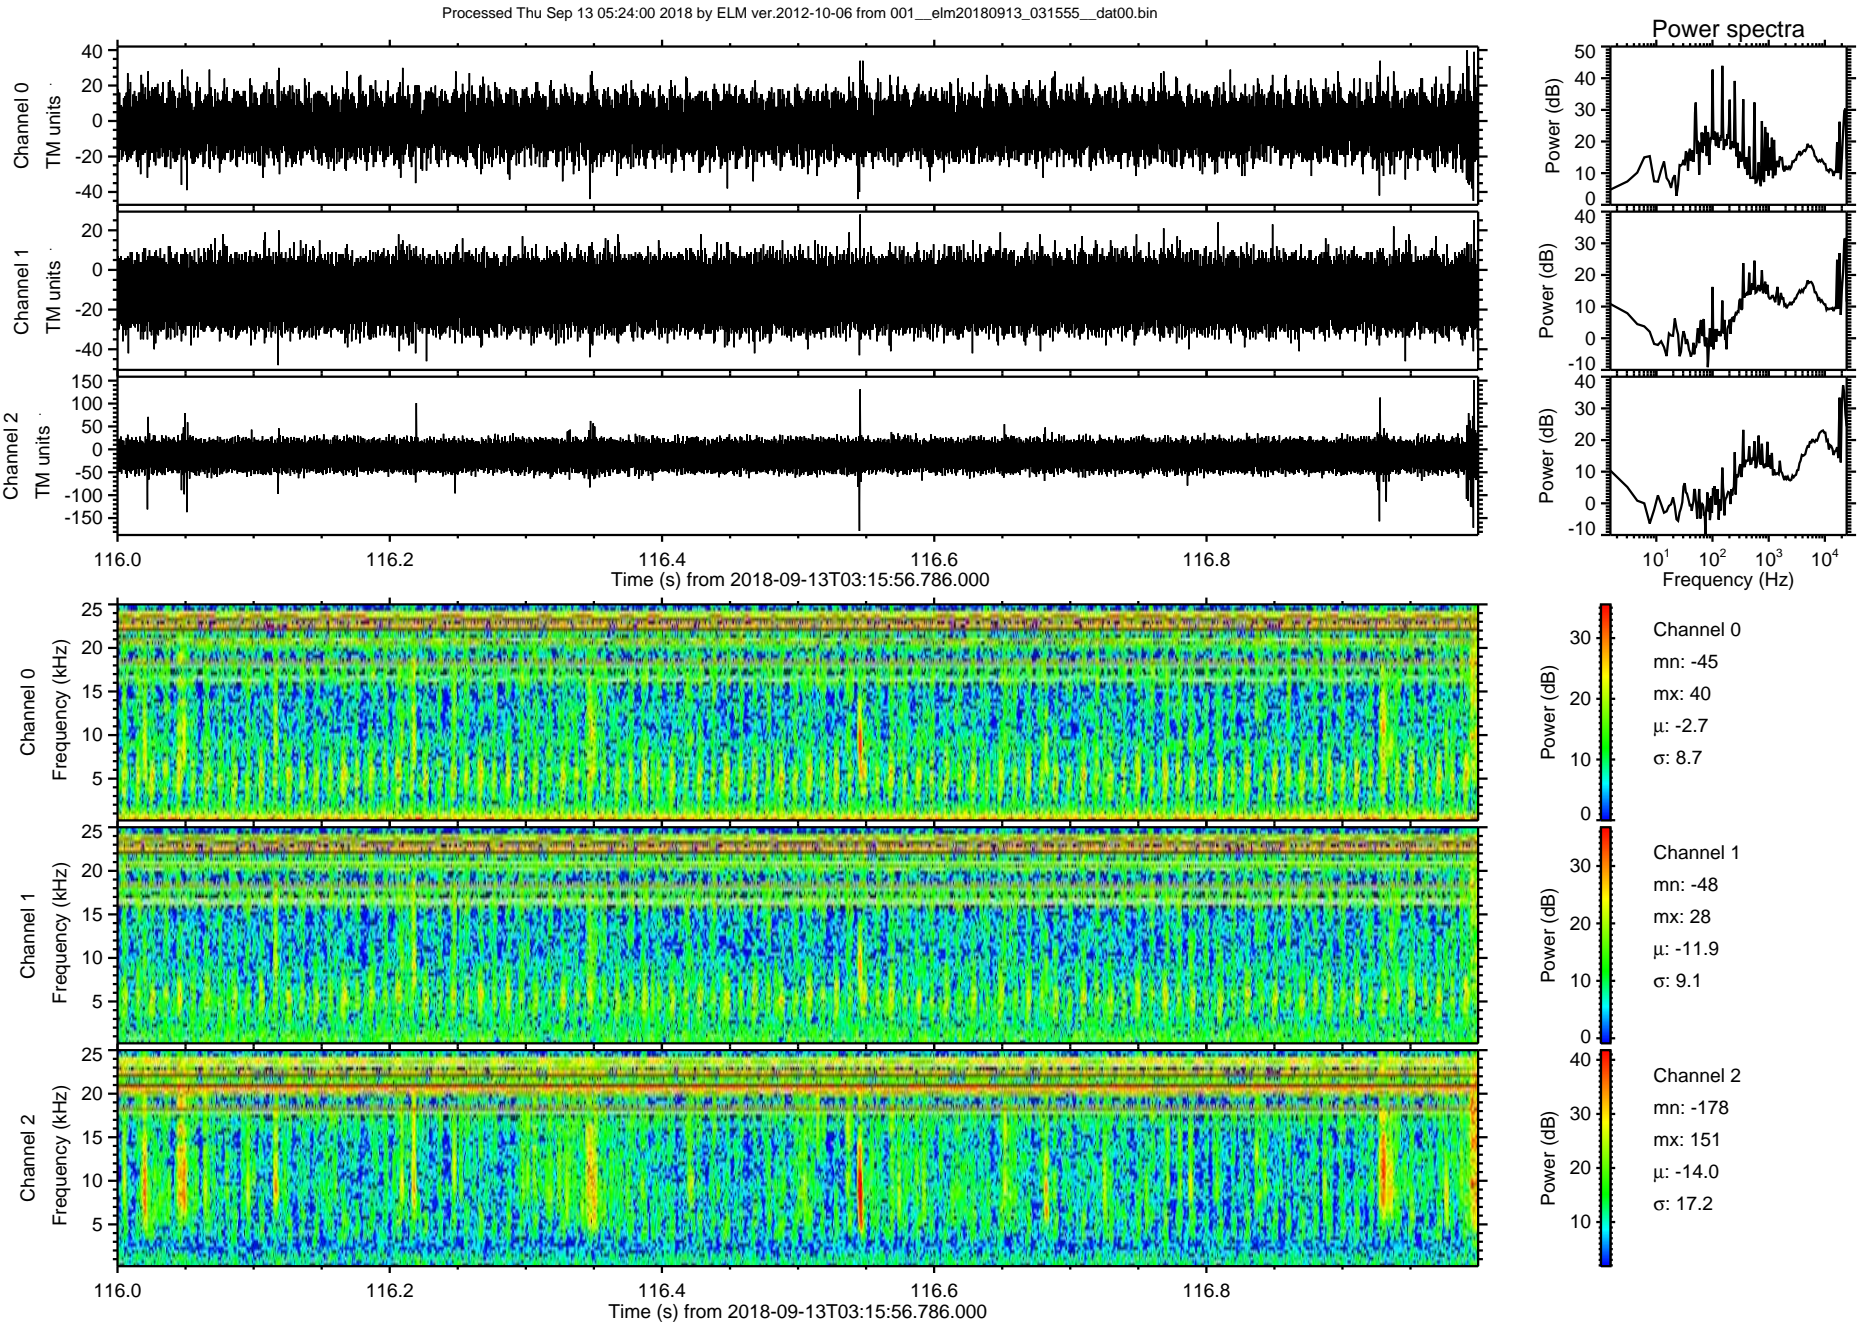 Processed Thu Sep 13 05:24:00 2018 by ELM ver.2012-10-06 from 001__elm20180913_031555__dat00.bin
Power spectra
Channel 0
TM units
40
20
0
-20
-40
Power (dB)
50
40
30
20
10
0
Channel 1
TM units
20
0
-20
-40
Power (dB)
40
30
20
10
0
-10
Channel 2
TM units
150
100
50
0
-50
-100
-150
Power (dB)
40
30
20
10
0
-10
116.0 116.2 116.4 116.6 116.8
Time (s) from 2018-09-13T03:15:56.786.000
10¹ 10² 10³ 10⁴
Frequency (Hz)
Channel 0
Frequency (kHz)
25
20
15
10
5
Power (dB)
30
20
10
0
Channel 0
mn: -45
mx: 40
μ: -2.7
σ: 8.7
Channel 1
Frequency (kHz)
25
20
15
10
5
Power (dB)
30
20
10
0
Channel 1
mn: -48
mx: 28
μ: -11.9
σ: 9.1
Channel 2
Frequency (kHz)
25
20
15
10
5
Power (dB)
40
30
20
10
Channel 2
mn: -178
mx: 151
μ: -14.0
σ: 17.2
116.0 116.2 116.4 116.6 116.8
Time (s) from 2018-09-13T03:15:56.786.000